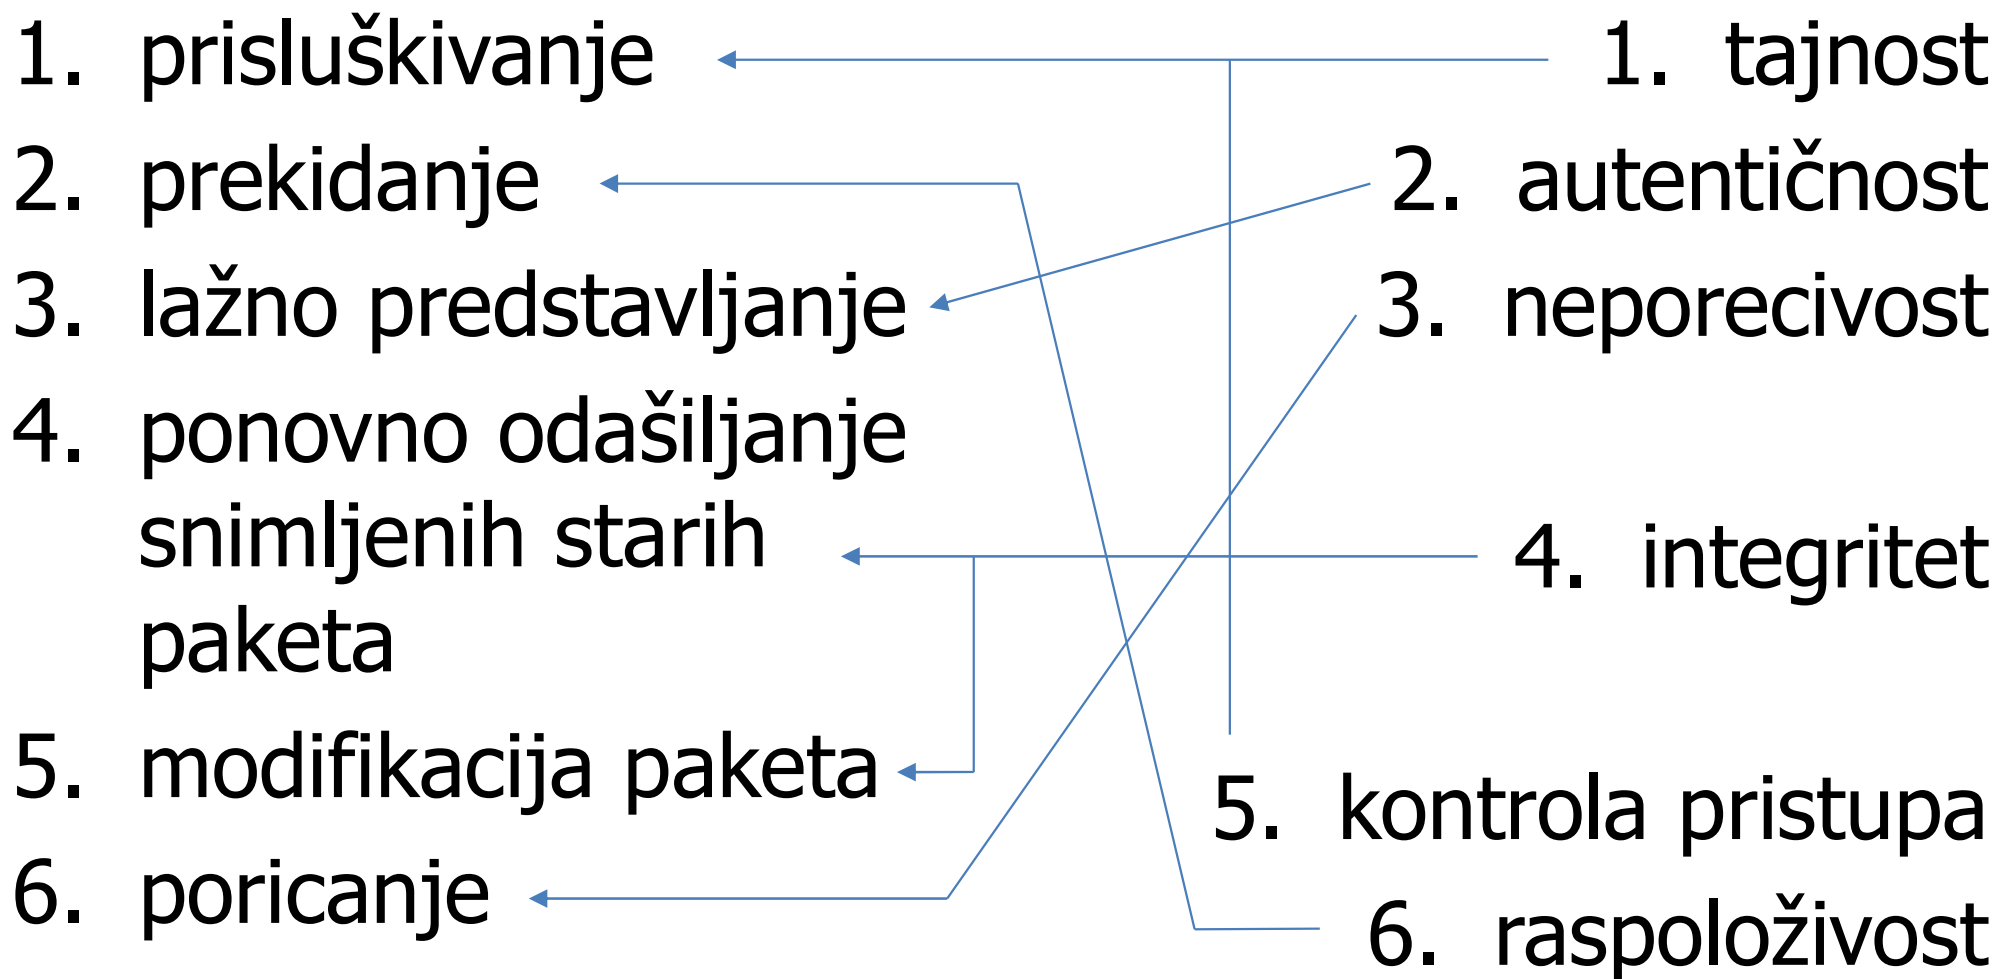 1. prisluškivanje
2. prekidanje
3. lažno predstavljanje
4. ponovno odašiljanje
snimljenih starih
paketa
5. modifikacija paketa
6. poricanje
1. tajnost
2. autentičnost
3. neporecivost
4. integritet
5. kontrola pristupa
6. raspoloživost